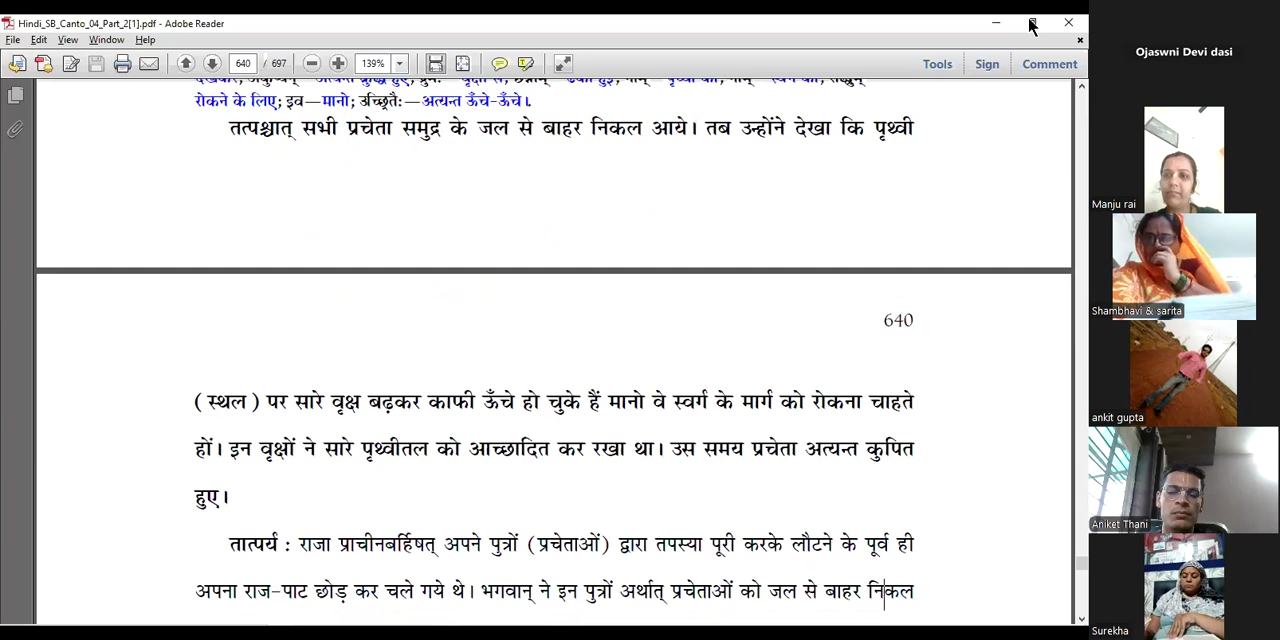 Hindi_SB_Canto_04_Part_2[1].pdf - Adobe Reader
File Edit View Window Help
640 / 697 139% Tools Sign Comment
रोकने के लिए; इव—मानो; उच्छ्रितैः—अत्यन्त ऊँचे-ऊँचे।
तत्पश्चात् सभी प्रचेता समुद्र के जल से बाहर निकल आये। तब उन्होंने देखा कि पृथ्वी
640
(स्थल) पर सारे वृक्ष बढ़कर काफी ऊँचे हो चुके हैं मानो वे स्वर्ग के मार्ग को रोकना चाहते
हों। इन वृक्षों ने सारे पृथ्वीतल को आच्छादित कर रखा था। उस समय प्रचेता अत्यन्त कुपित
हुए।
तात्पर्य : राजा प्राचीनबर्हिषत् अपने पुत्रों (प्रचेताओं) द्वारा तपस्या पूरी करके लौटने के पूर्व ही
अपना राज-पाट छोड़ कर चले गये थे। भगवान् ने इन पुत्रों अर्थात् प्रचेताओं को जल से बाहर निकल
Ojaswni Devi dasi
Manju rai
Shambhavi & sarita
ankit gupta
Aniket Thani
Surekha